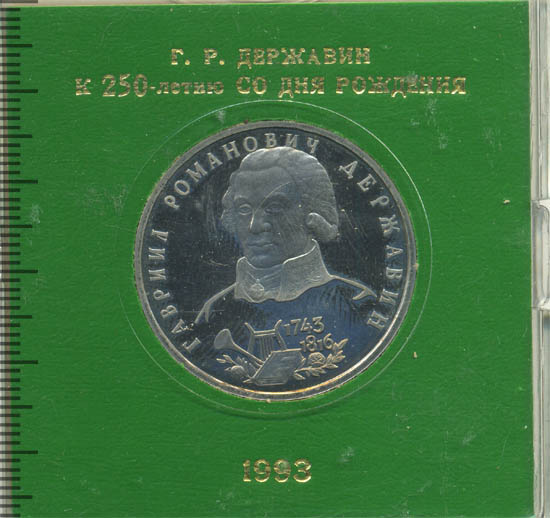 Г. Р. ДЕРЖАВИН
К 250-летию СО ДНЯ РОЖДЕНИЯ
ГАВРИИЛ РОМАНОВИЧ ДЕРЖАВИН
1743
1816
1993